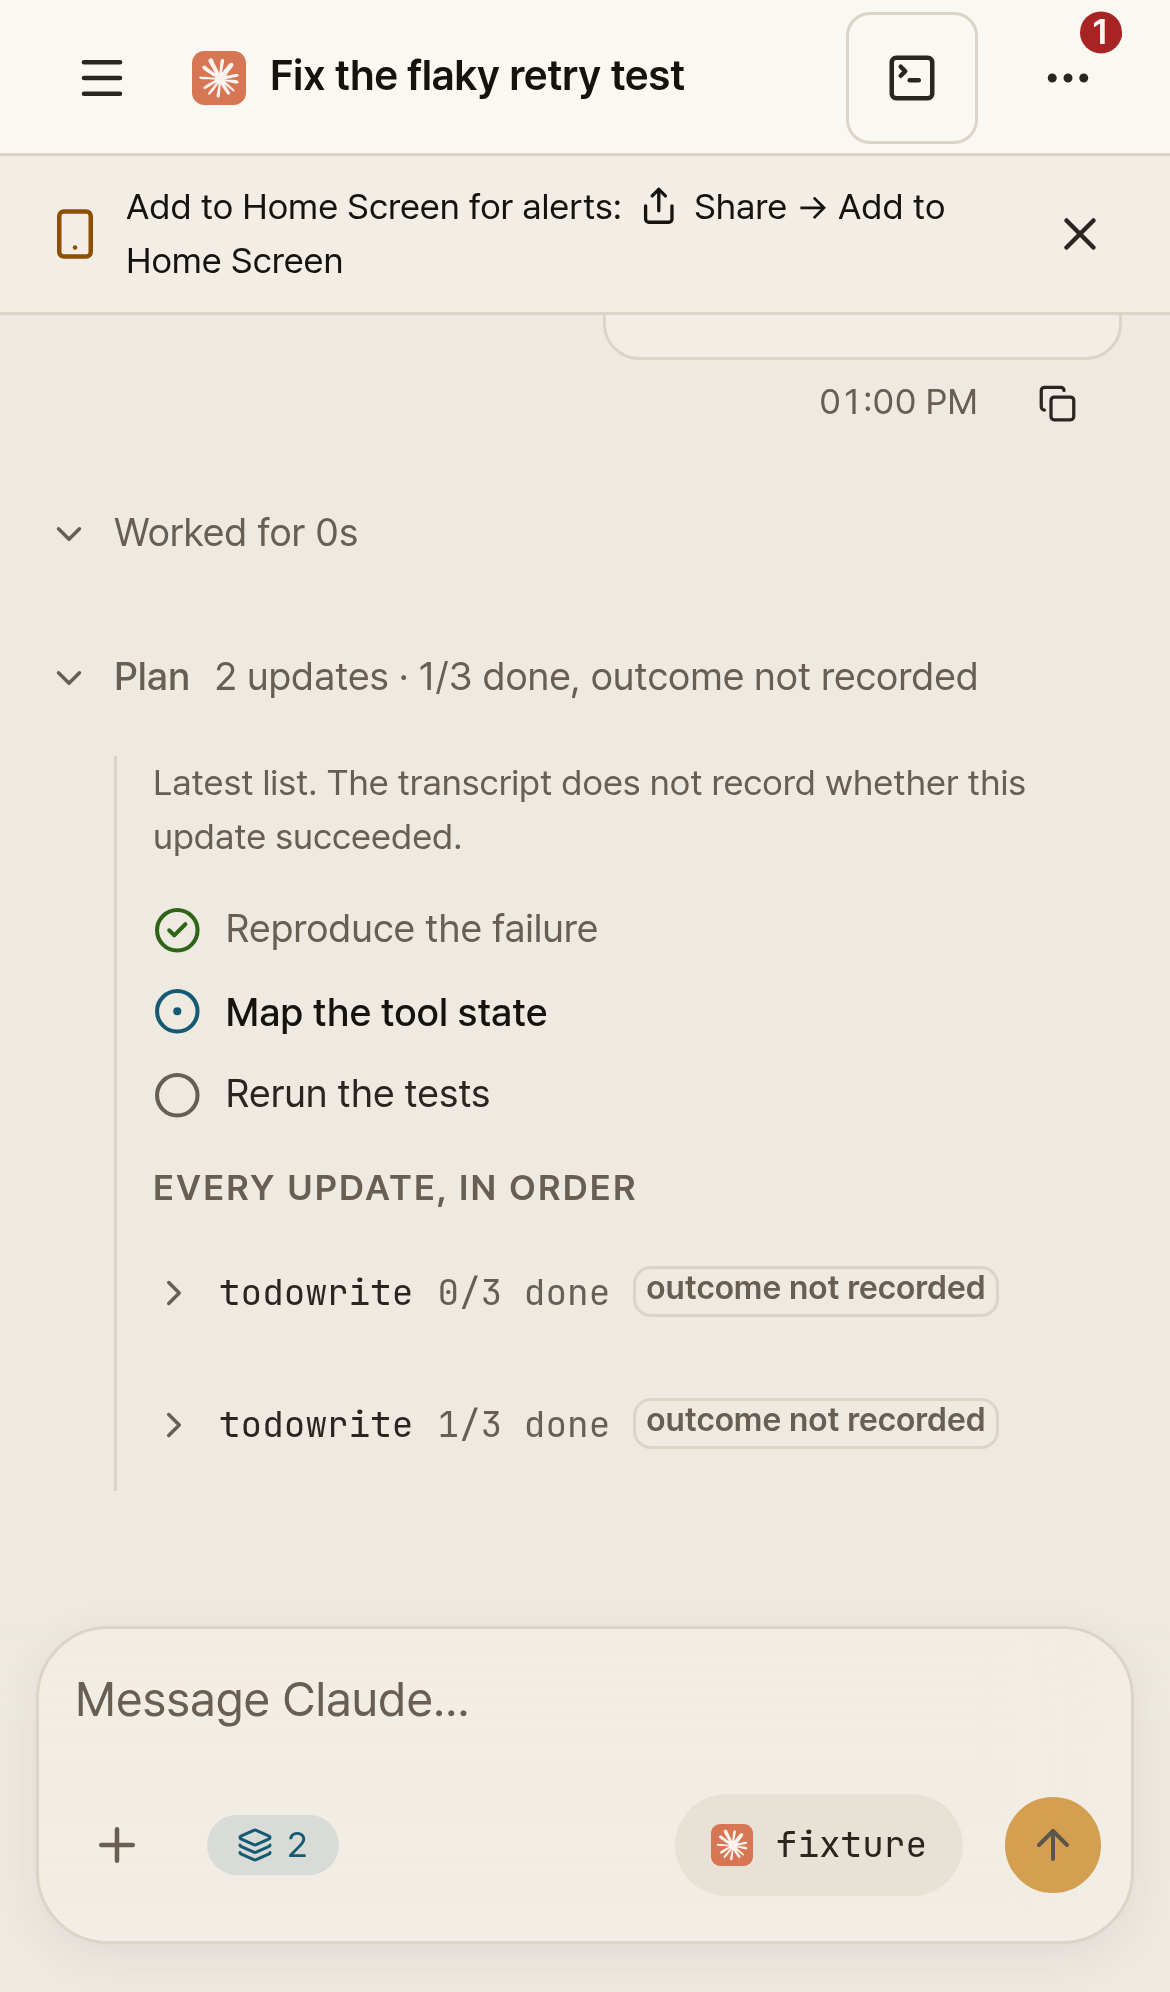 Fix the flaky retry test
1
Add to Home Screen for alerts: Share → Add to
Home Screen
01:00 PM
Worked for 0s
Plan 2 updates · 1/3 done, outcome not recorded
Latest list. The transcript does not record whether this
update succeeded.
Reproduce the failure
Map the tool state
Rerun the tests
EVERY UPDATE, IN ORDER
todowrite 0/3 done outcome not recorded
todowrite 1/3 done outcome not recorded
Message Claude...
2
fixture